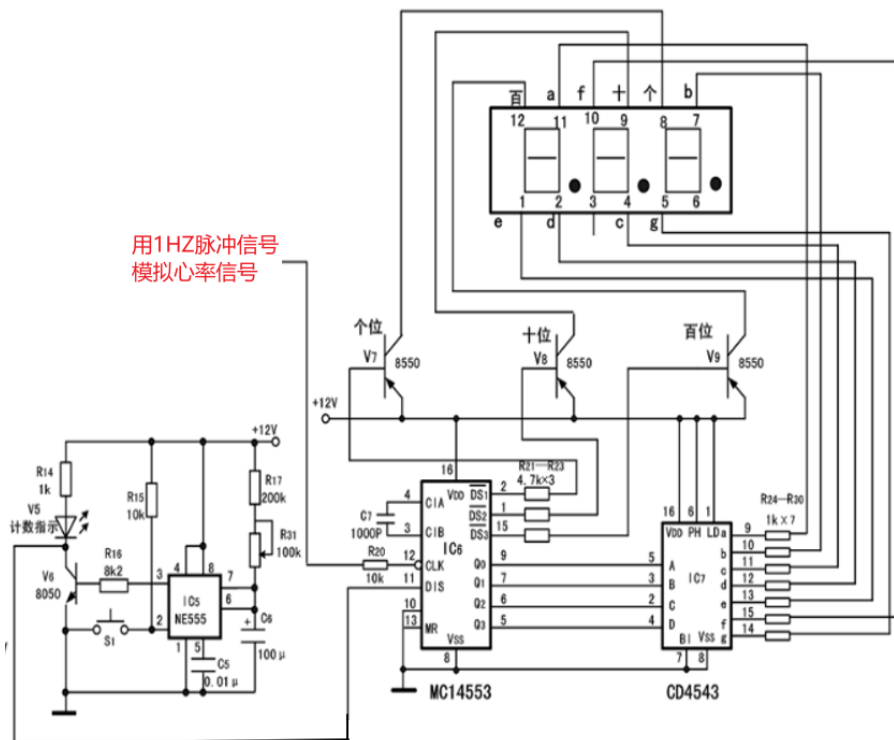 百 a f 十 个 b
12 11 10 9 8 7
1 2 3 4 5 6
e d c g
用1HZ脉冲信号
模拟心率信号
个位
V7
8550
十位
V8
8550
百位
V9
8550
+12V
+12V
R14
1k
V5
计数指示
R15
10k
R17
200k
R31
100k
R16
8k2
V6
8050
S1
4 8
3 7
6
2
1 5
IC5
NE555
C5
0.01μ
+
C6
100μ
C7
1000P
R20
10k
R21—R23
4.7k×3
16
VDD
4 CIA
3 CIB
12 CLK
11 DIS
10
13 MR
IC6
DS1 2
DS2 1
DS3 15
Q0 9
Q1 7
Q2 6
Q3 5
VSS
8
MC14553
R24—R30
1k×7
16 6 1
VDD PH LD
5 A
3 B
2 C
4 D
IC7
a 9
b 10
c 11
d 12
e 13
f 15
g 14
BI VSS
7 8
CD4543